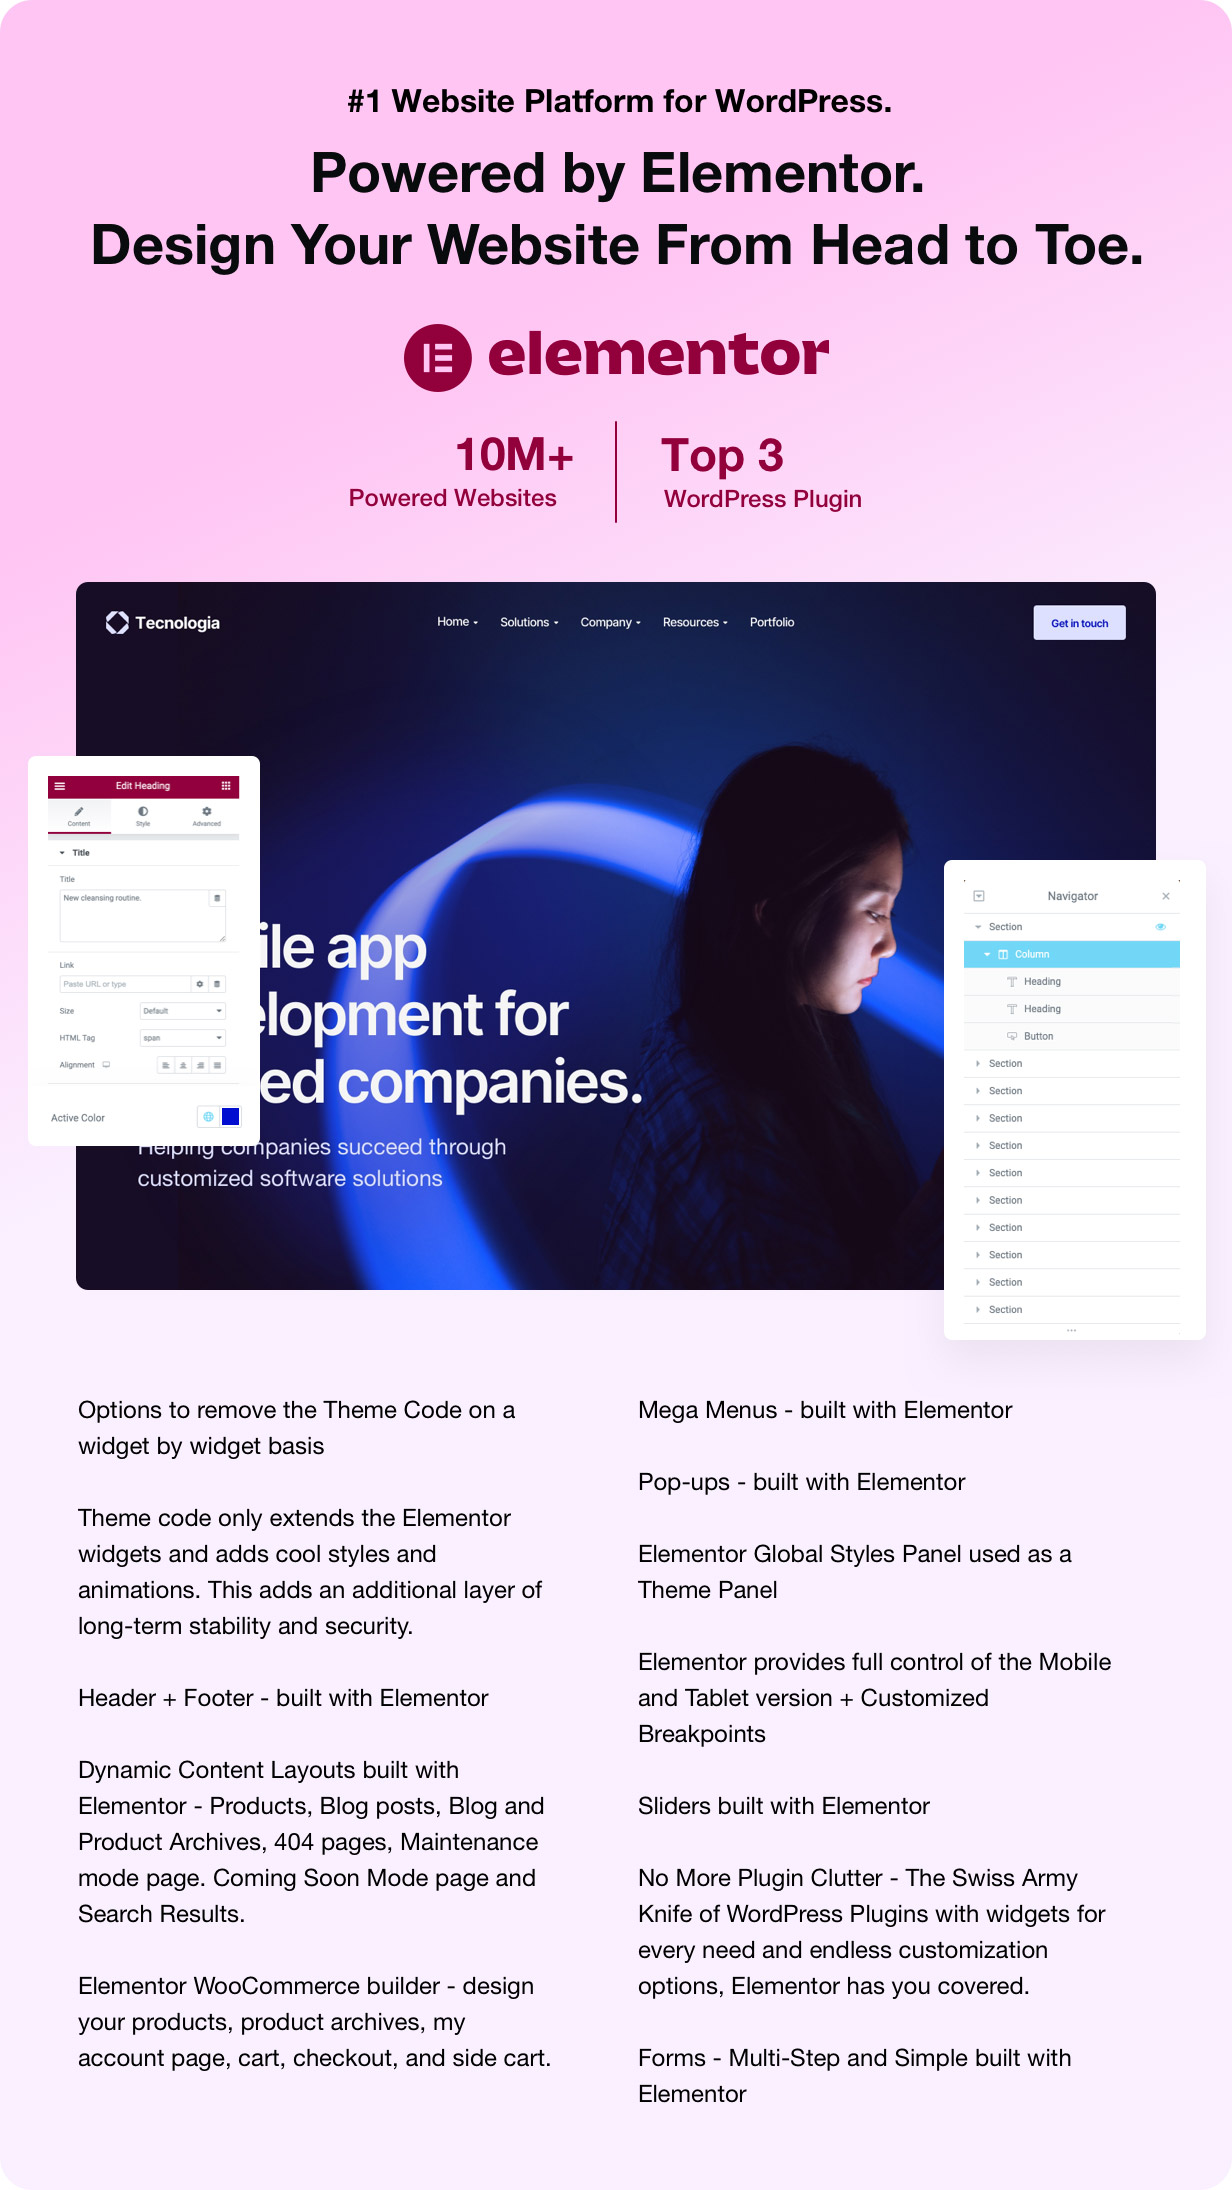 #1 Website Platform for WordPress.
Powered by Elementor.
Design Your Website From Head to Toe.
elementor
10M+
Powered Websites
Top 3
WordPress Plugin
Tecnologia
Home
Solutions
Company
Resources
Portfolio
Get in touch
Edit Heading
Content
Style
Advanced
Title
Title
New cleansing routine.
Link
Paste URL or type
Size
Default
HTML Tag
span
Alignment
Active Color
ile app
elopment for
ed companies.
Helping companies succeed through
customized software solutions
Navigator
Section
Column
Heading
Heading
Button
Section
Section
Section
Section
Section
Section
Section
Section
Section
Section
Options to remove the Theme Code on a
widget by widget basis
Theme code only extends the Elementor
widgets and adds cool styles and
animations. This adds an additional layer of
long-term stability and security.
Header + Footer - built with Elementor
Dynamic Content Layouts built with
Elementor - Products, Blog posts, Blog and
Product Archives, 404 pages, Maintenance
mode page. Coming Soon Mode page and
Search Results.
Elementor WooCommerce builder - design
your products, product archives, my
account page, cart, checkout, and side cart.
Mega Menus - built with Elementor
Pop-ups - built with Elementor
Elementor Global Styles Panel used as a
Theme Panel
Elementor provides full control of the Mobile
and Tablet version + Customized
Breakpoints
Sliders built with Elementor
No More Plugin Clutter - The Swiss Army
Knife of WordPress Plugins with widgets for
every need and endless customization
options, Elementor has you covered.
Forms - Multi-Step and Simple built with
Elementor